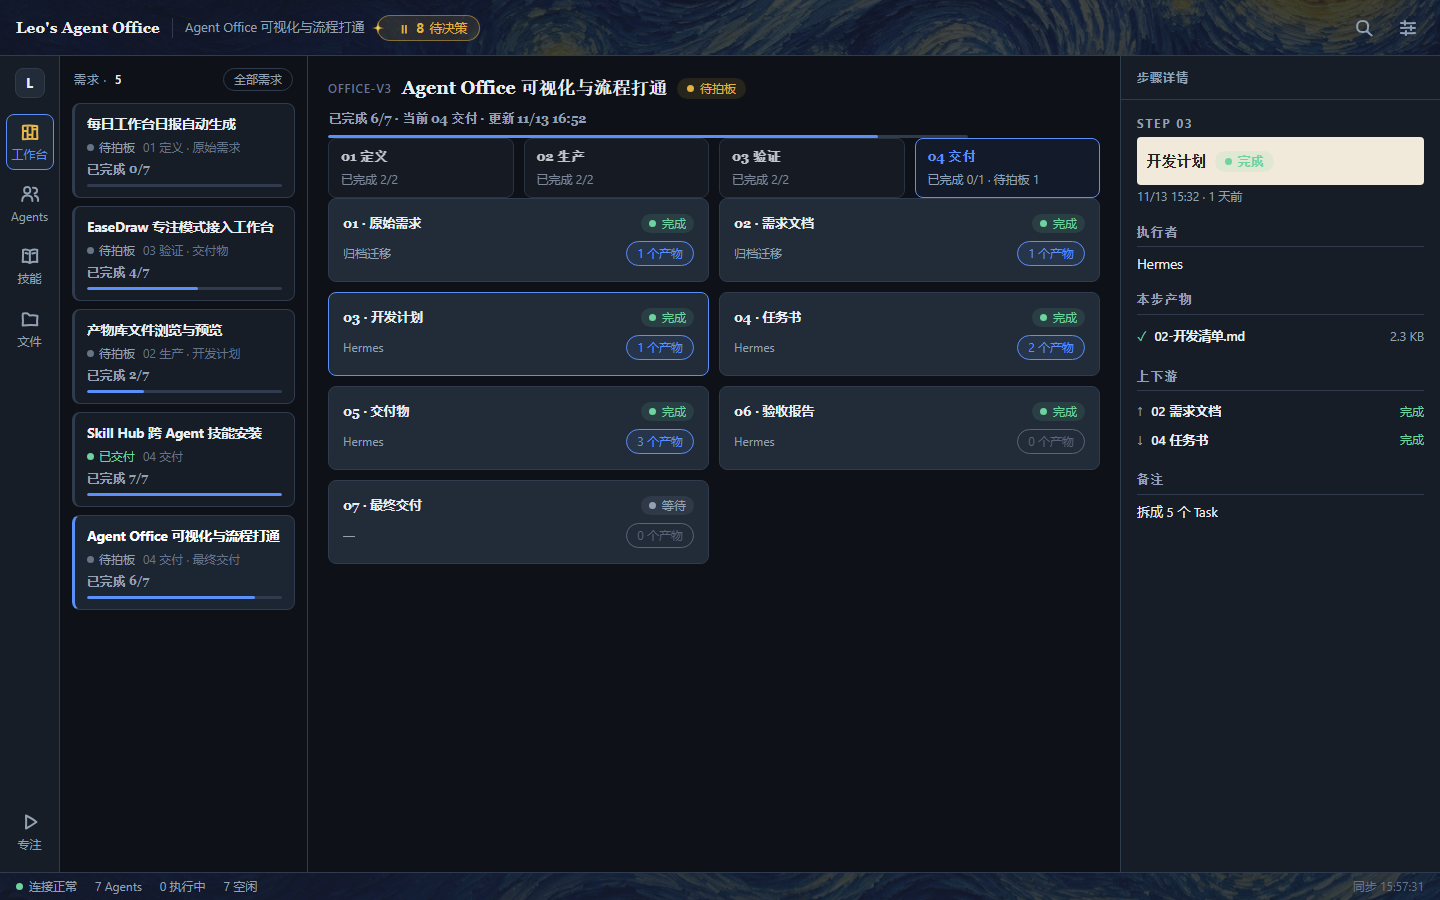 Leo's Agent Office
Agent Office 可视化与流程打通
8 待决策
L
工作台
Agents
技能
文件
专注
需求 · 5
全部需求
每日工作台日报自动生成
待拍板 01 定义 · 原始需求
已完成 0/7
EaseDraw 专注模式接入工作台
待拍板 03 验证 · 交付物
已完成 4/7
产物库文件浏览与预览
待拍板 02 生产 · 开发计划
已完成 2/7
Skill Hub 跨 Agent 技能安装
已交付 04 交付
已完成 7/7
Agent Office 可视化与流程打通
待拍板 04 交付 · 最终交付
已完成 6/7
OFFICE-V3 Agent Office 可视化与流程打通 待拍板
已完成 6/7 · 当前 04 交付 · 更新 11/13 16:52
01 定义
已完成 2/2
02 生产
已完成 2/2
03 验证
已完成 2/2
04 交付
已完成 0/1 · 待拍板 1
01 · 原始需求 完成
归档迁移 1 个产物
02 · 需求文档 完成
归档迁移 1 个产物
03 · 开发计划 完成
Hermes 1 个产物
04 · 任务书 完成
Hermes 2 个产物
05 · 交付物 完成
Hermes 3 个产物
06 · 验收报告 完成
Hermes 0 个产物
07 · 最终交付 等待
— 0 个产物
步骤详情
STEP 03
开发计划 完成
11/13 15:32 · 1 天前
执行者
Hermes
本步产物
✓ 02-开发清单.md 2.3 KB
上下游
↑ 02 需求文档 完成
↓ 04 任务书 完成
备注
拆成 5 个 Task
连接正常 7 Agents 0 执行中 7 空闲
同步 15:57:31